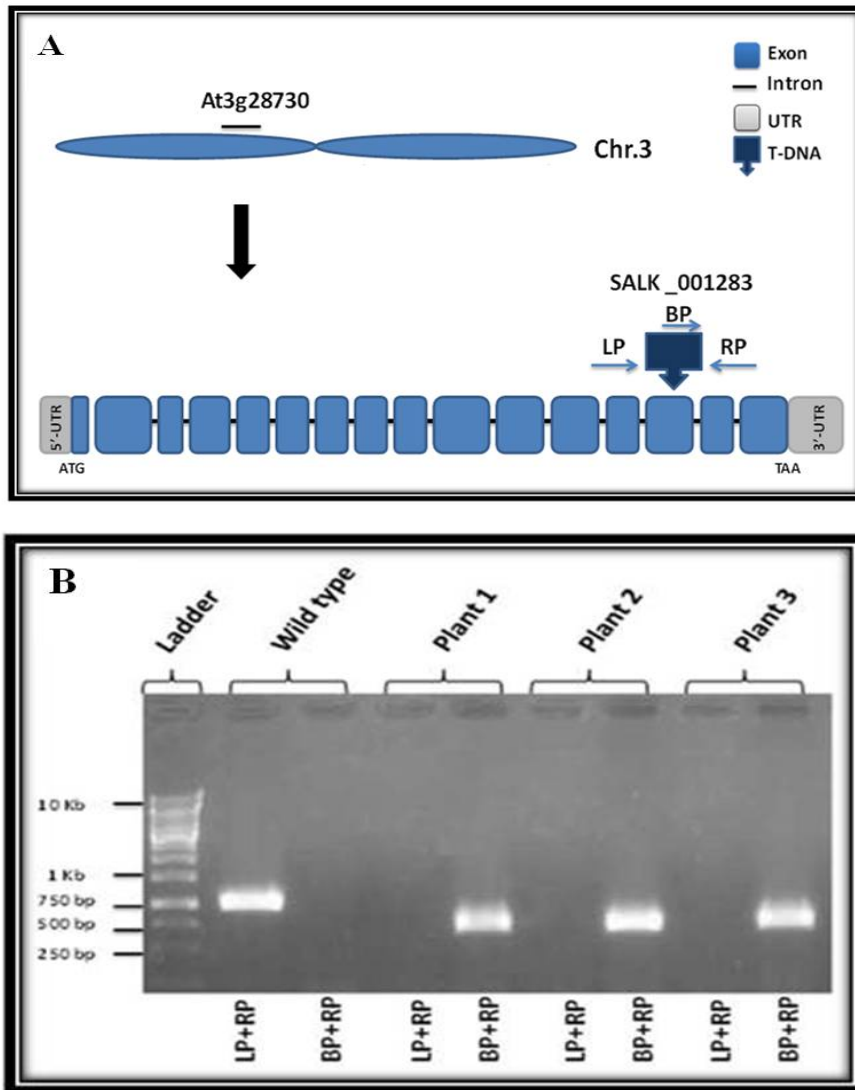 A
At3g28730
Chr.3
Exon
Intron
UTR
T-DNA
SALK _001283
BP
LP
RP
5'-UTR
3'-UTR
ATG
TAA
B
Ladder
Wild type
Plant 1
Plant 2
Plant 3
10 Kb
1 Kb
750 bp
500 bp
250 bp
LP+RP
BP+RP
LP+RP
BP+RP
LP+RP
BP+RP
LP+RP
BP+RP